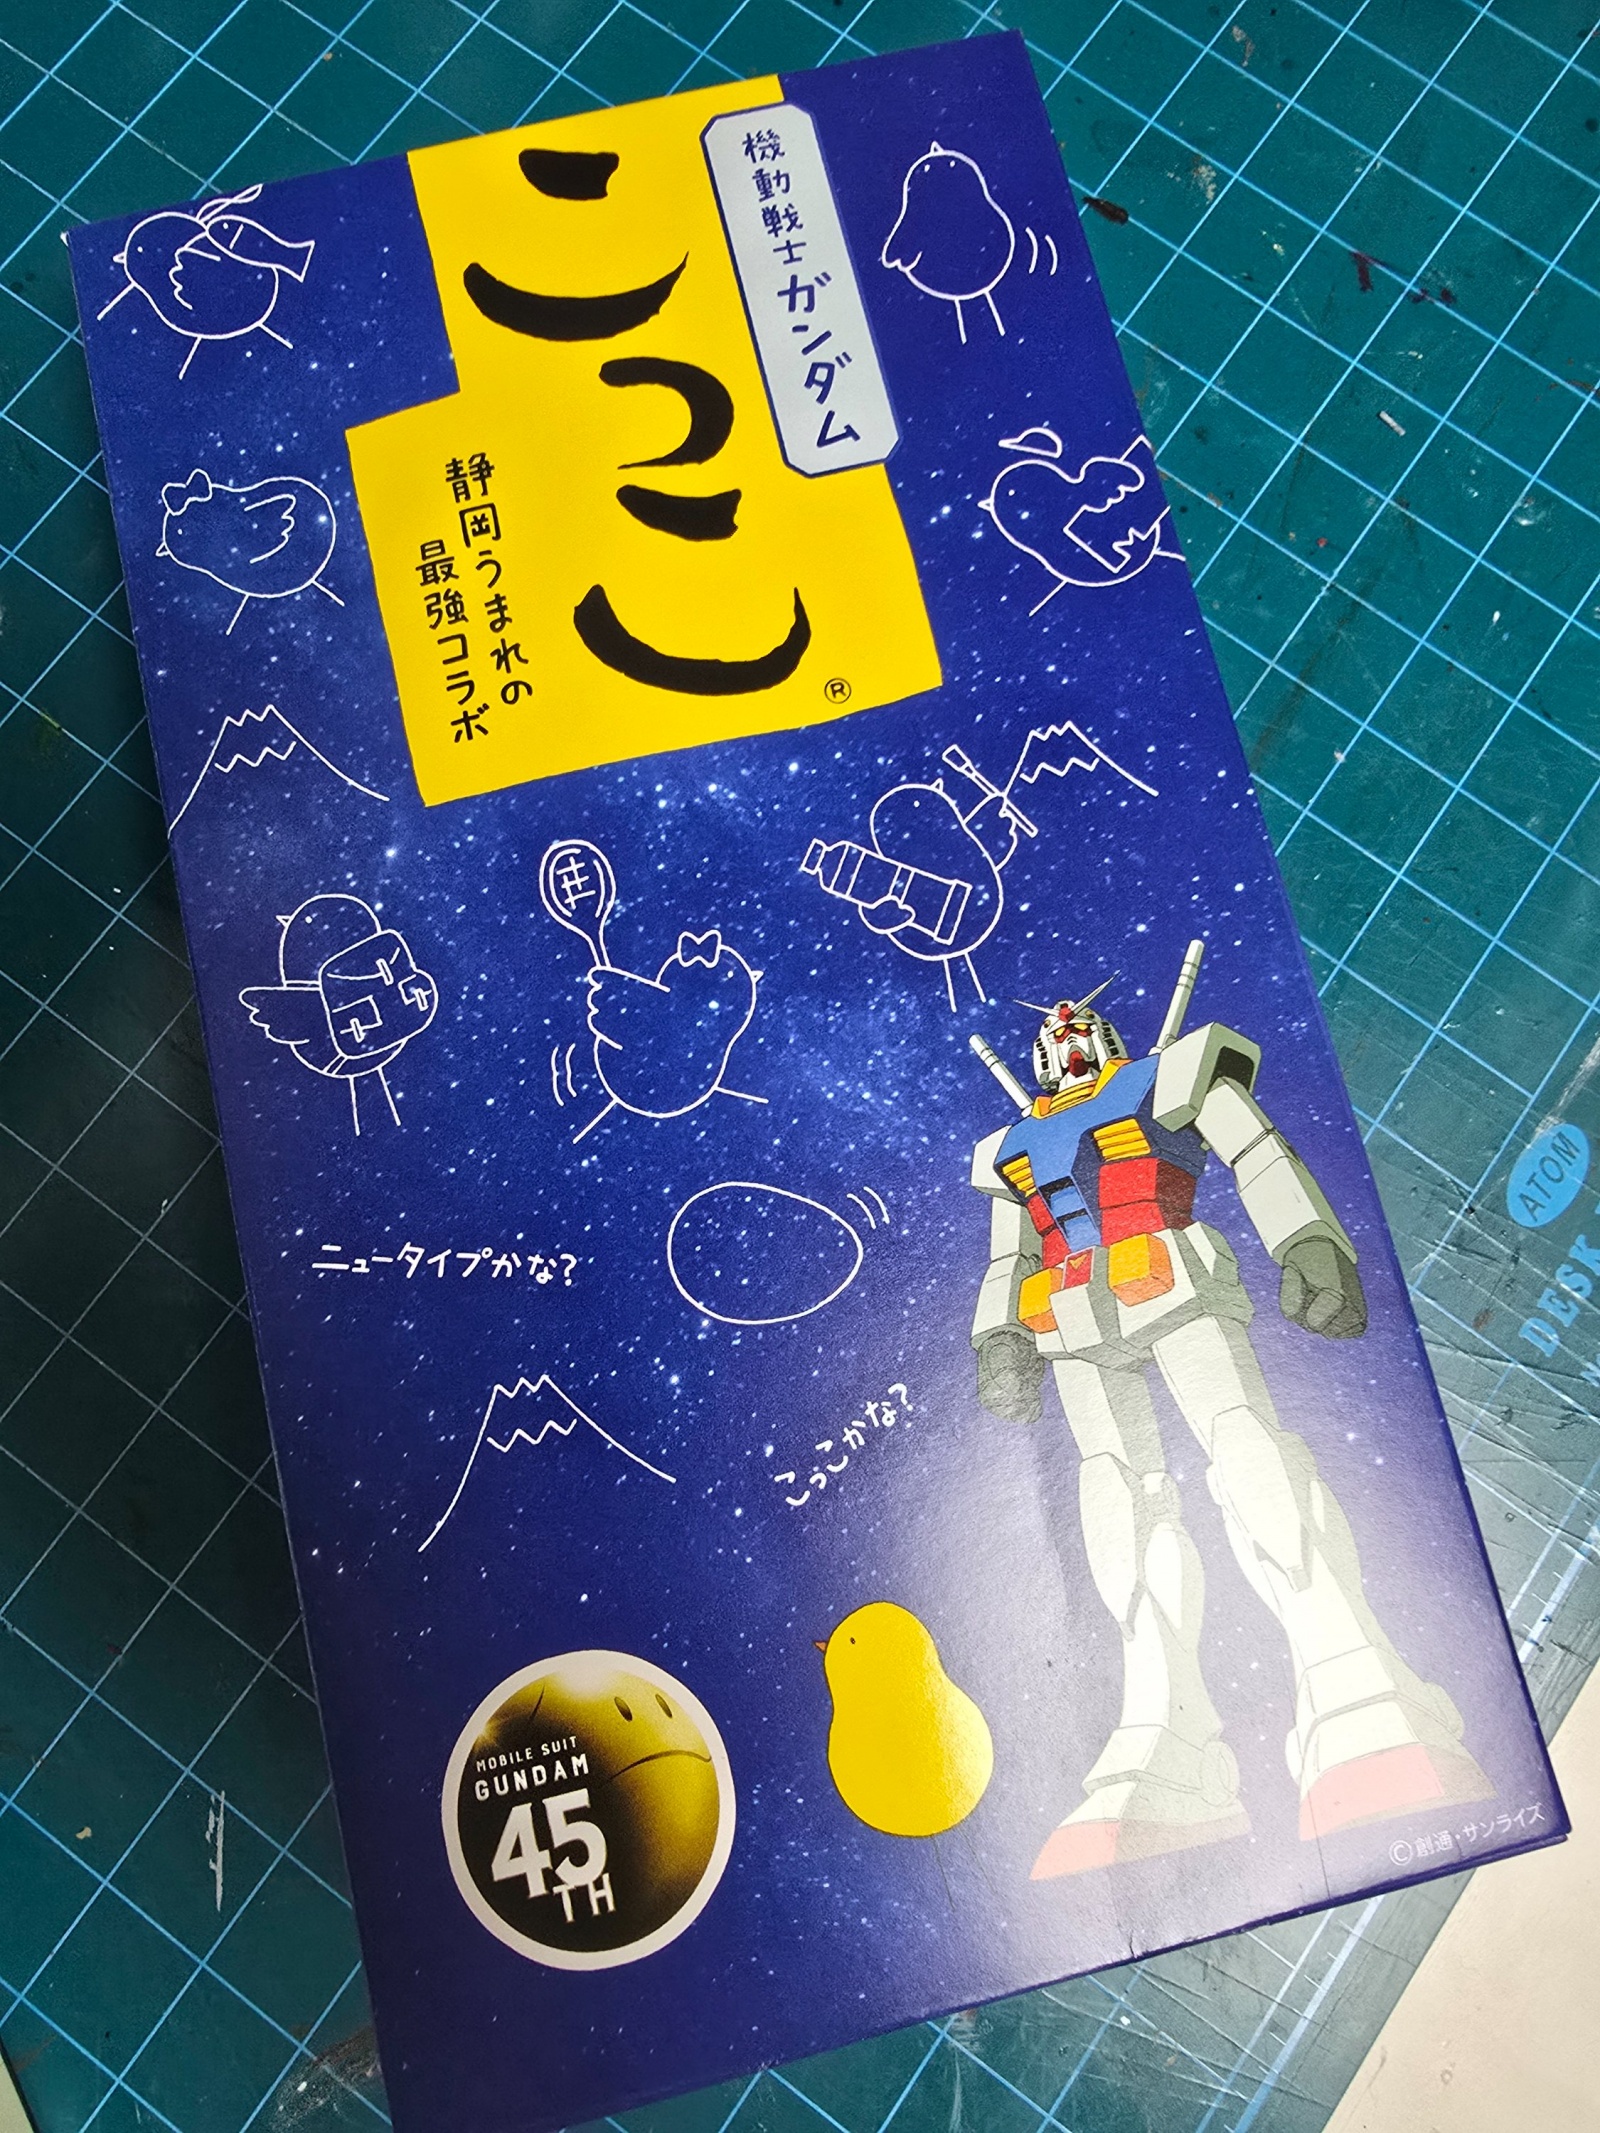 機動戦士ガンダム
こっこ
®
静岡うまれの
最強コラボ
ニュータイプかな?
こっこかな?
MOBILE SUIT
GUNDAM
45
TH
©創通・サンライズ
ATOM
DESK